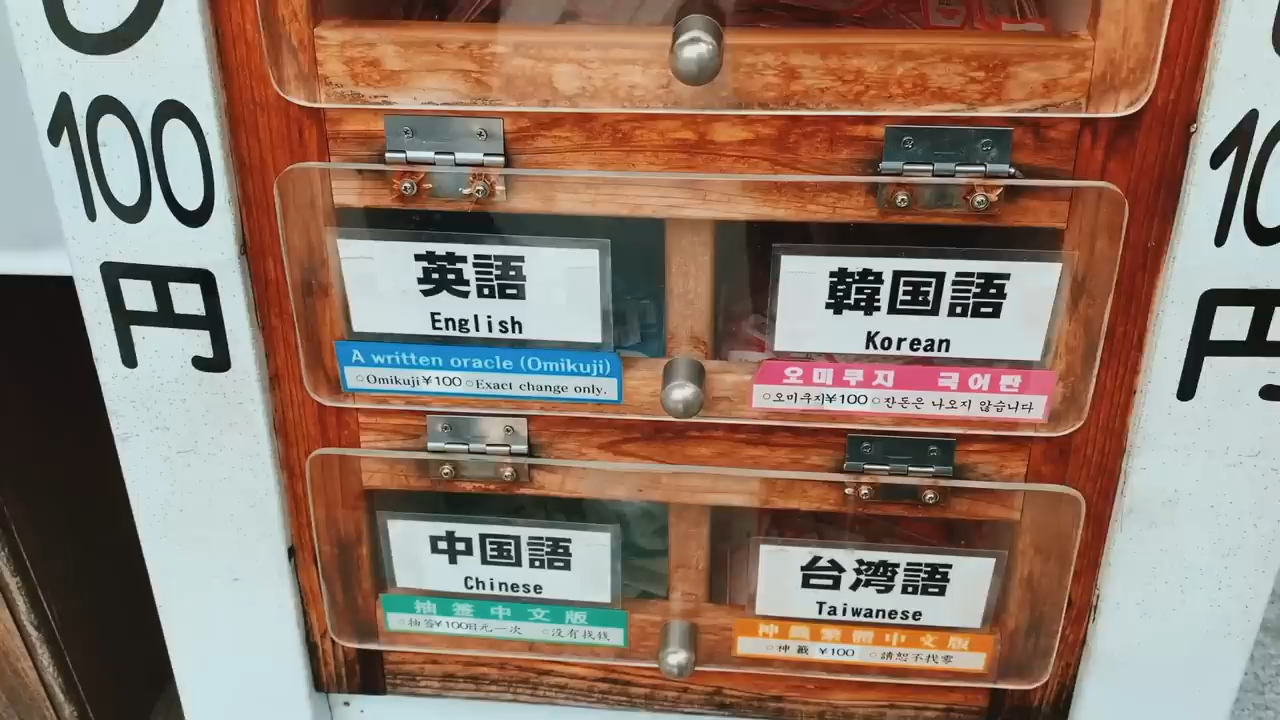 100
円
英語
English
A written oracle (Omikuji)
○Omikuji¥100 ○Exact change only.
韓国語
Korean
오미쿠지 국어판
○오미쿠지¥100 ○잔돈은 나오지 않습니다
中国語
Chinese
抽签中文版
○抽签¥100日元一次 ○没有找钱
台湾語
Taiwanese
神籤繁體中文版
○神籤 ¥100 ○請恕不找零